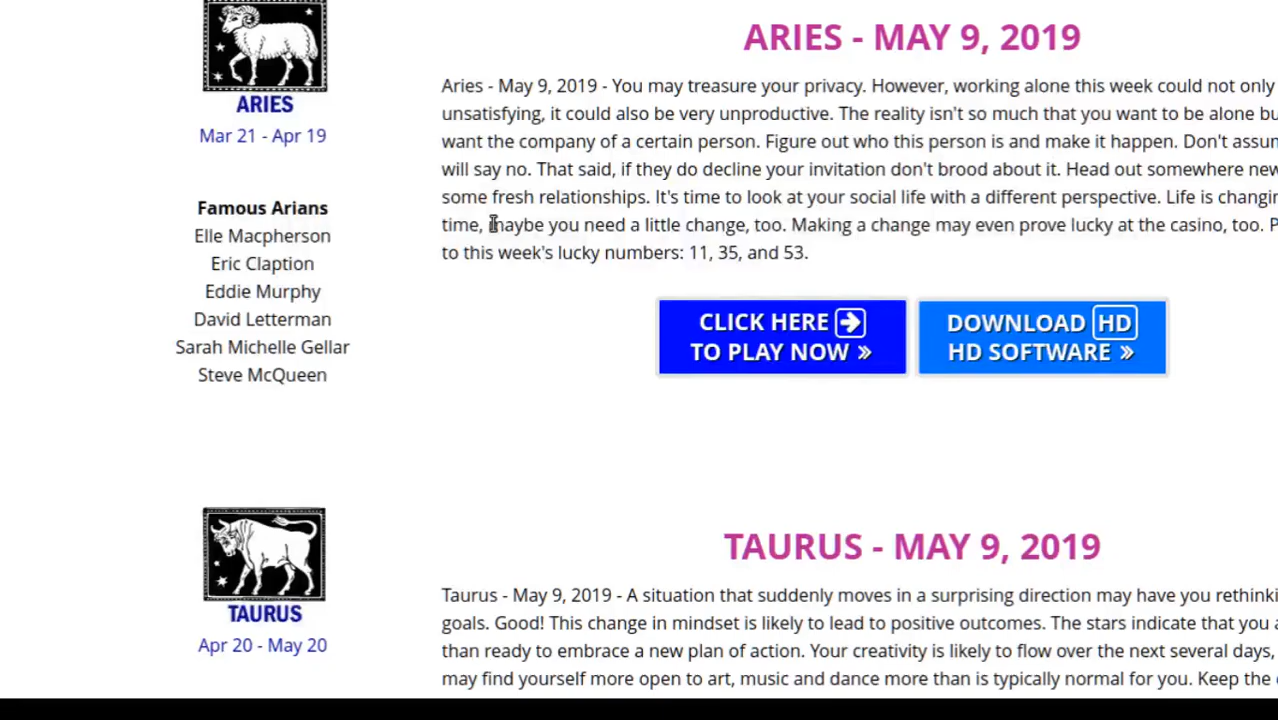 ARIES
Mar 21 - Apr 19
Famous Arians
Elle Macpherson
Eric Claption
Eddie Murphy
David Letterman
Sarah Michelle Gellar
Steve McQueen
ARIES - MAY 9, 2019
Aries - May 9, 2019 - You may treasure your privacy. However, working alone this week could not only
unsatisfying, it could also be very unproductive. The reality isn't so much that you want to be alone
want the company of a certain person. Figure out who this person is and make it happen. Don't
will say no. That said, if they do decline your invitation don't brood about it. Head out somewhere
some fresh relationships. It's time to look at your social life with a different perspective. Life is
time, maybe you need a little change, too. Making a change may even prove lucky at the casino, too.
to this week's lucky numbers: 11, 35, and 53.
CLICK HERE
TO PLAY NOW »
DOWNLOAD HD
HD SOFTWARE »
TAURUS
Apr 20 - May 20
TAURUS - MAY 9, 2019
Taurus - May 9, 2019 - A situation that suddenly moves in a surprising direction may have you
goals. Good! This change in mindset is likely to lead to positive outcomes. The stars indicate that you
than ready to embrace a new plan of action. Your creativity is likely to flow over the next several days,
may find yourself more open to art, music and dance more than is typically normal for you. Keep the